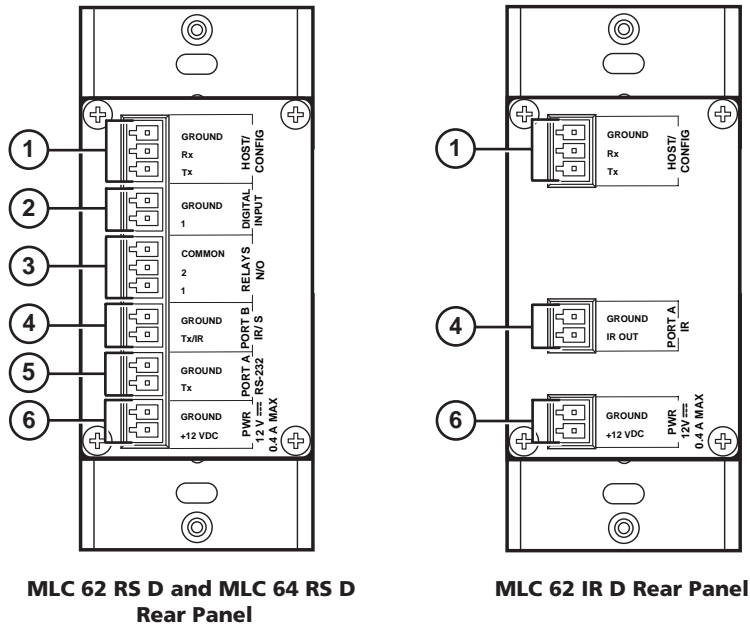 1
GROUND
Rx
Tx
HOST/
CONFIG
2
GROUND
1
DIGITAL
INPUT
3
COMMON
2
1
RELAYS
N/O
4
GROUND
Tx/IR
PORT B
IR/ S
5
GROUND
Tx
PORT A
RS-232
6
GROUND
+12 VDC
PWR
12 V
0.4 A MAX
MLC 62 RS D and MLC 64 RS D
Rear Panel
1
GROUND
Rx
Tx
HOST/
CONFIG
4
GROUND
IR OUT
PORT A
IR
6
GROUND
+12 VDC
PWR
12V
0.4 A MAX
MLC 62 IR D Rear Panel